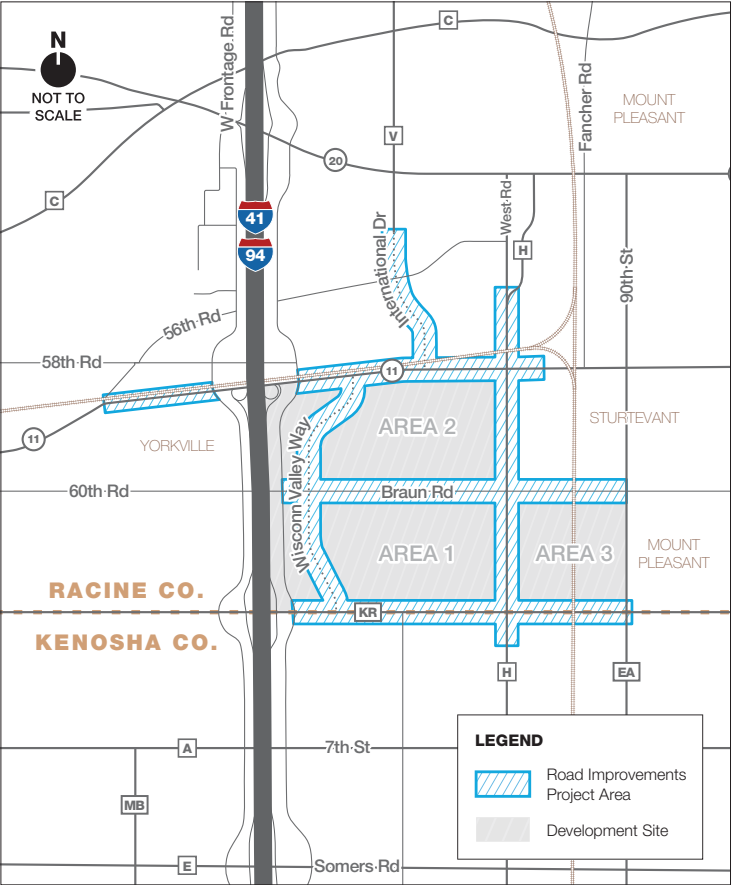 C
N
NOT TO
SCALE
W Frontage Rd
Fancher Rd
MOUNT
PLEASANT
V
20
C
West Rd
41
94
International Dr
H
90th St
56th Rd
58th Rd
11
11
AREA 2
STURTEVANT
YORKVILLE
Wisconn Valley Way
60th Rd
Braun Rd
AREA 1
AREA 3
MOUNT
PLEASANT
RACINE CO.
KR
KENOSHA CO.
H
EA
A
7th St
MB
E
Somers Rd
LEGEND
Road Improvements
Project Area
Development Site